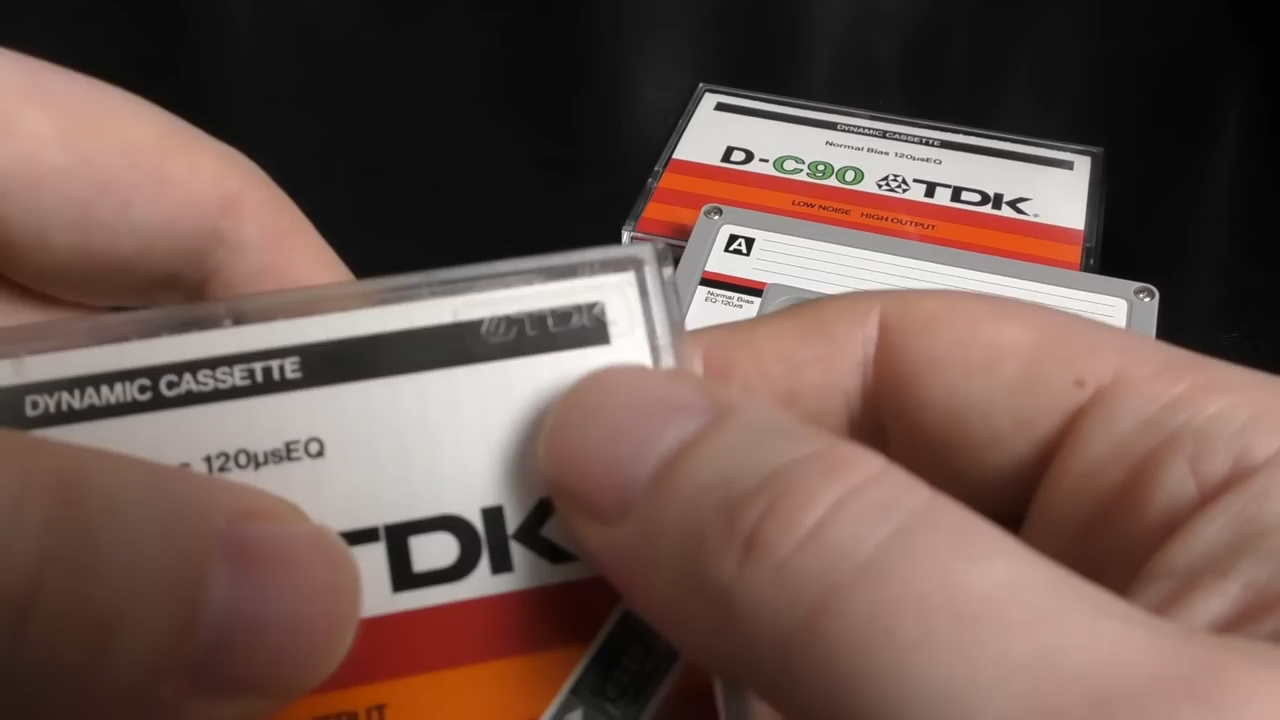 DYNAMIC CASSETTE
Normal Bias 120µsEQ
D-C90 TDK
LOW NOISE HIGH OUTPUT
A
Normal Bias
EQ-120µs
TDK
DYNAMIC CASSETTE
120µsEQ
TDK